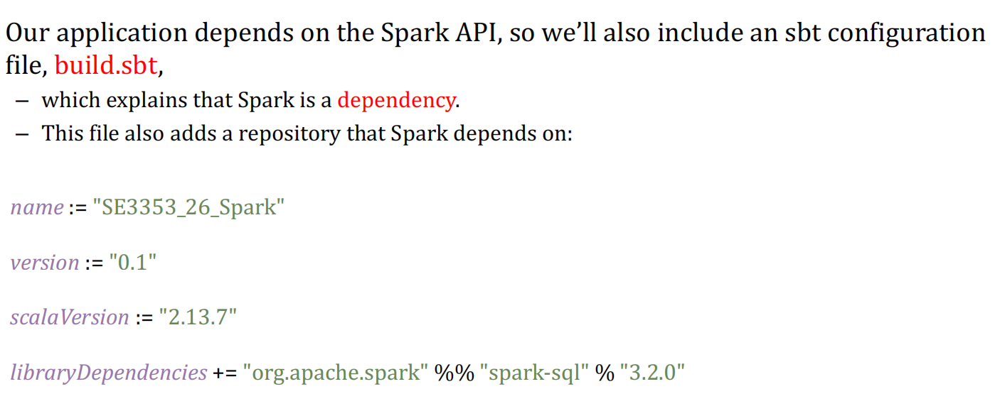 Our application depends on the Spark API, so we’ll also include an sbt configuration
file, build.sbt,
– which explains that Spark is a dependency.
– This file also adds a repository that Spark depends on:
name := "SE3353_26_Spark"
version := "0.1"
scalaVersion := "2.13.7"
libraryDependencies += "org.apache.spark" %% "spark-sql" % "3.2.0"